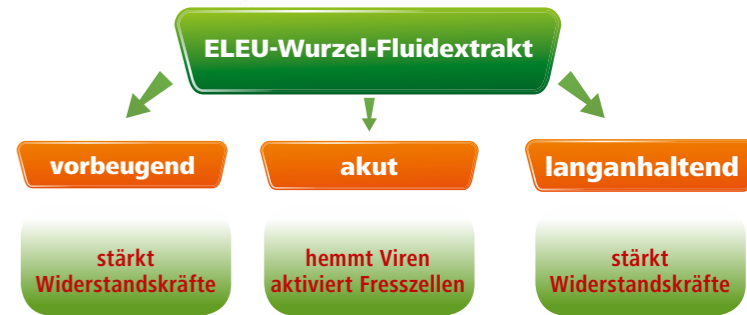 ELEU-Wurzel-Fluidextrakt
vorbeugend
akut
langanhaltend
stärkt
Widerstandskräfte
hemmt Viren
aktiviert Fresszellen
stärkt
Widerstandskräfte